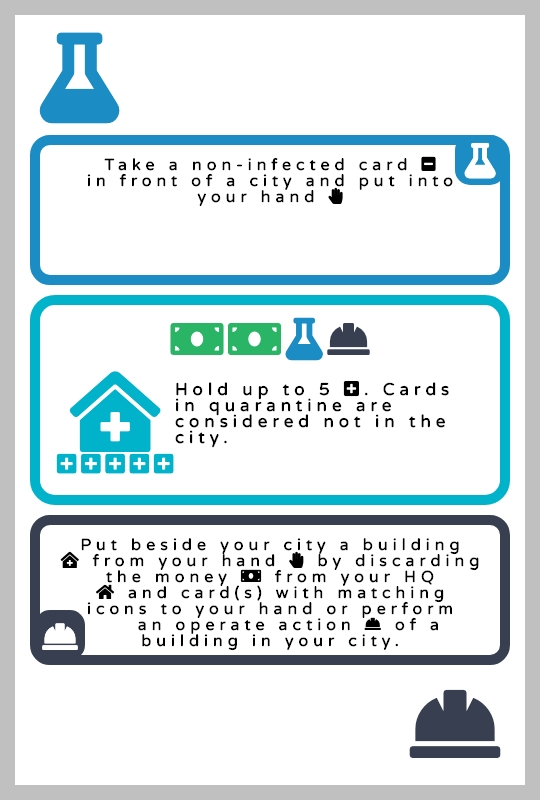 Take a non-infected card
in front of a city and put into
your hand
Hold up to 5 . Cards
in quarantine are
considered not in the
city.
Put beside your city a building
from your hand by discarding
the money from your HQ
and card(s) with matching
icons to your hand or perform
an operate action of a
building in your city.